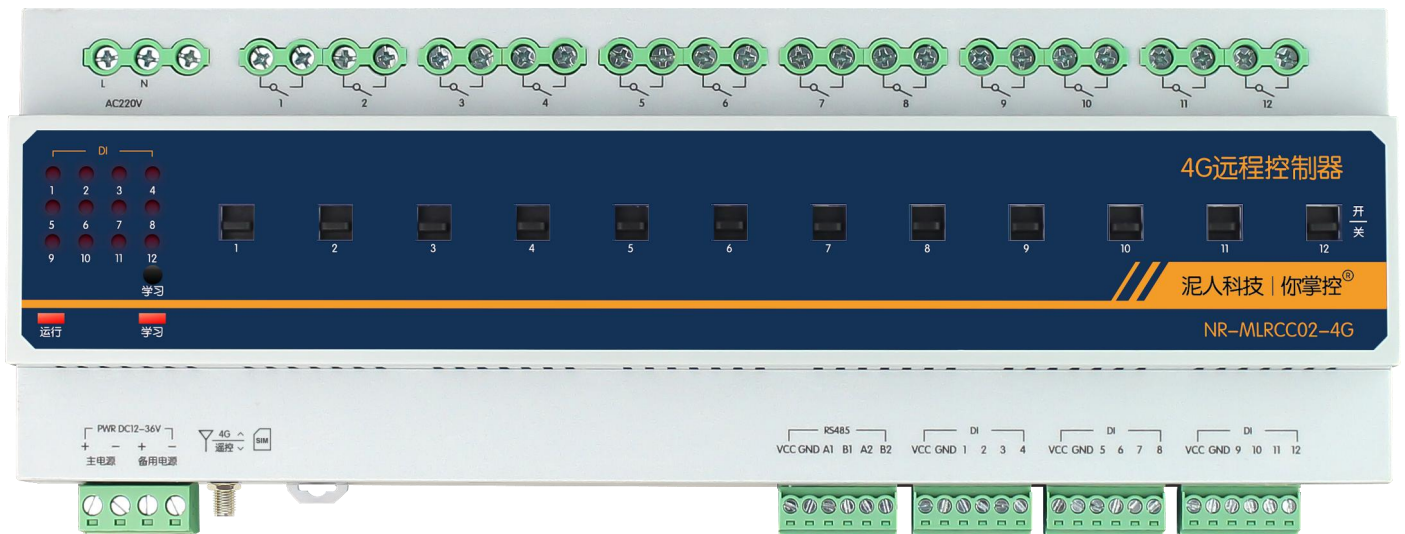 L N
AC220V
1 2 3 4 5 6 7 8 9 10 11 12
DI
1 2 3 4
5 6 7 8
9 10 11 12
学习
4G远程控制器
1 2 3 4 5 6 7 8 9 10 11 12
开
关
泥人科技|你掌控®
运行 学习
NR-MLRCC02-4G
PWR DC12-36V
+ - + -
主电源 备用电源
4G
遥控
SIM
RS485
VCC GND A1 B1 A2 B2
DI
VCC GND 1 2 3 4
DI
VCC GND 5 6 7 8
DI
VCC GND 9 10 11 12